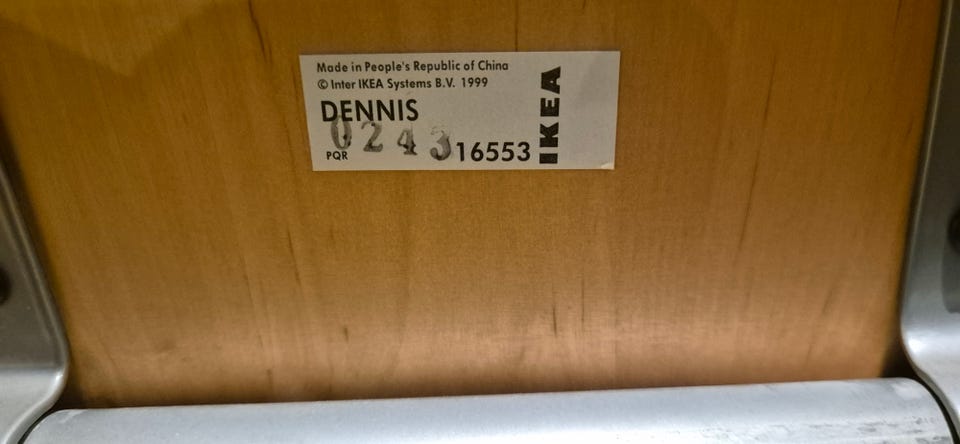 Made in People's Republic of China
© Inter IKEA Systems B.V. 1999
DENNIS
0243
PQR
16553
IKEA